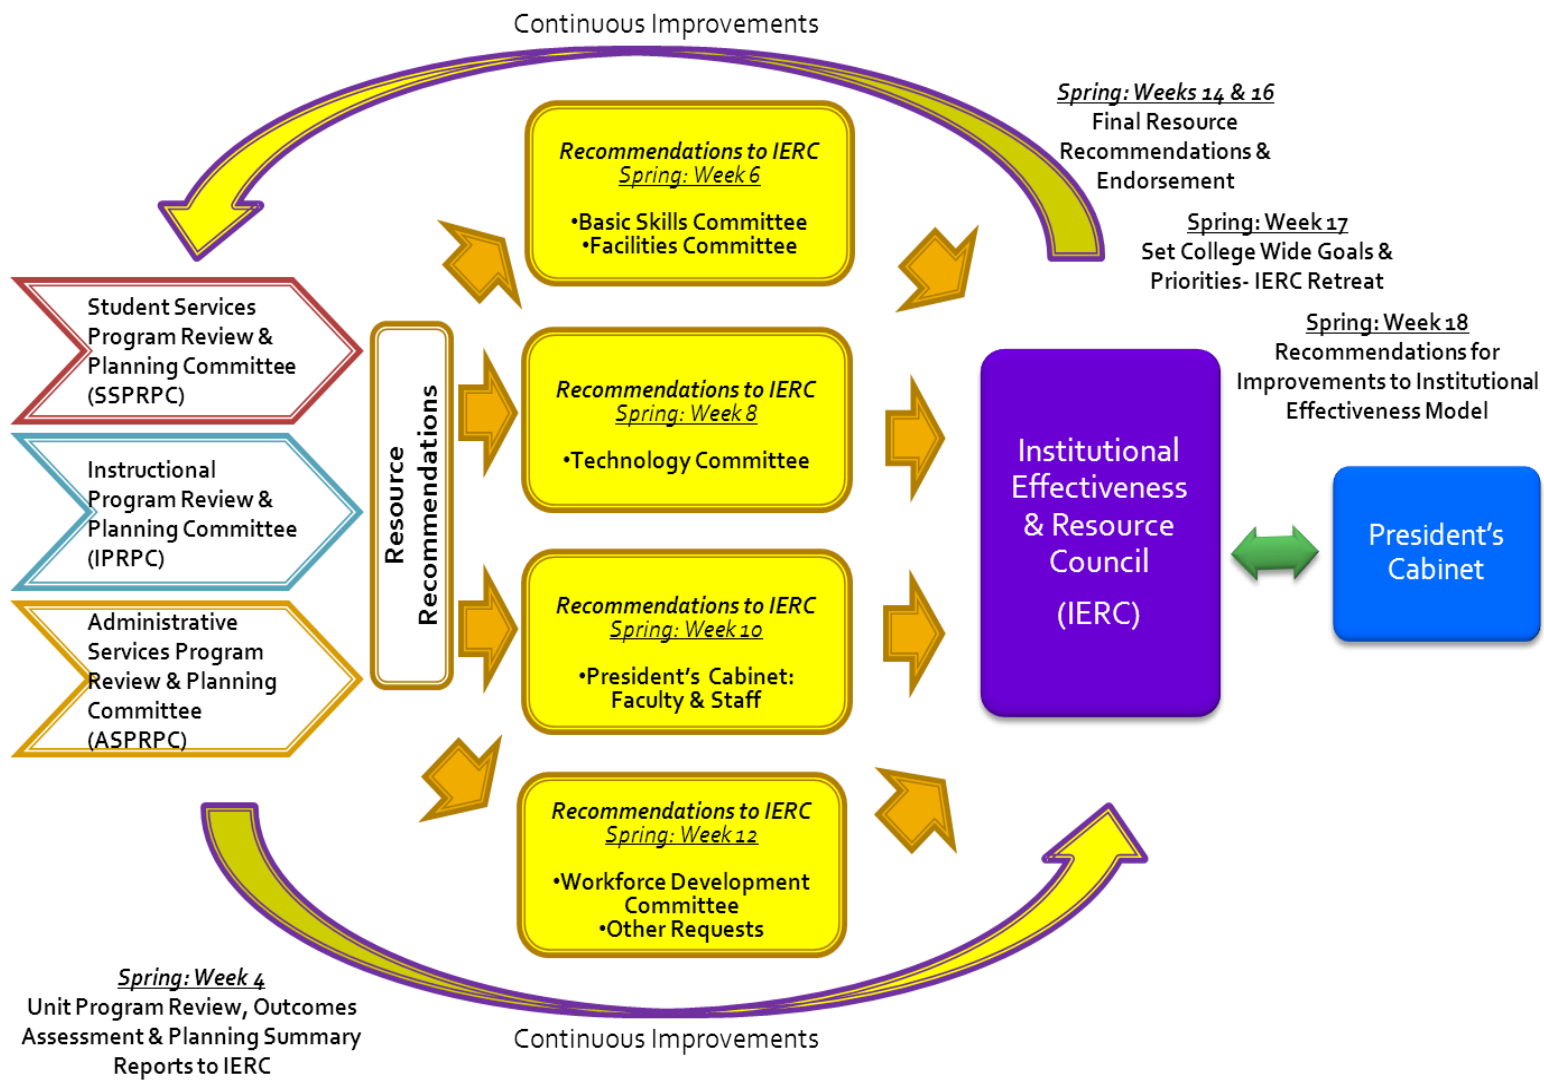 Continuous Improvements
Spring: Weeks 14 & 16
Final Resource
Recommendations &
Endorsement
Spring: Week 17
Set College Wide Goals &
Priorities- IERC Retreat
Spring: Week 18
Recommendations for
Improvements to Institutional
Effectiveness Model
Student Services
Program Review &
Planning Committee
(SSPRPC)
Instructional
Program Review &
Planning Committee
(IPRPC)
Administrative
Services Program
Review & Planning
Committee
(ASPRPC)
Resource
Recommendations
Recommendations to IERC
Spring: Week 6
•Basic Skills Committee
•Facilities Committee
Recommendations to IERC
Spring: Week 8
•Technology Committee
Recommendations to IERC
Spring: Week 10
•President's Cabinet:
Faculty & Staff
Recommendations to IERC
Spring: Week 12
•Workforce Development
Committee
•Other Requests
Institutional
Effectiveness
& Resource
Council
(IERC)
President's
Cabinet
Spring: Week 4
Unit Program Review, Outcomes
Assessment & Planning Summary
Reports to IERC
Continuous Improvements